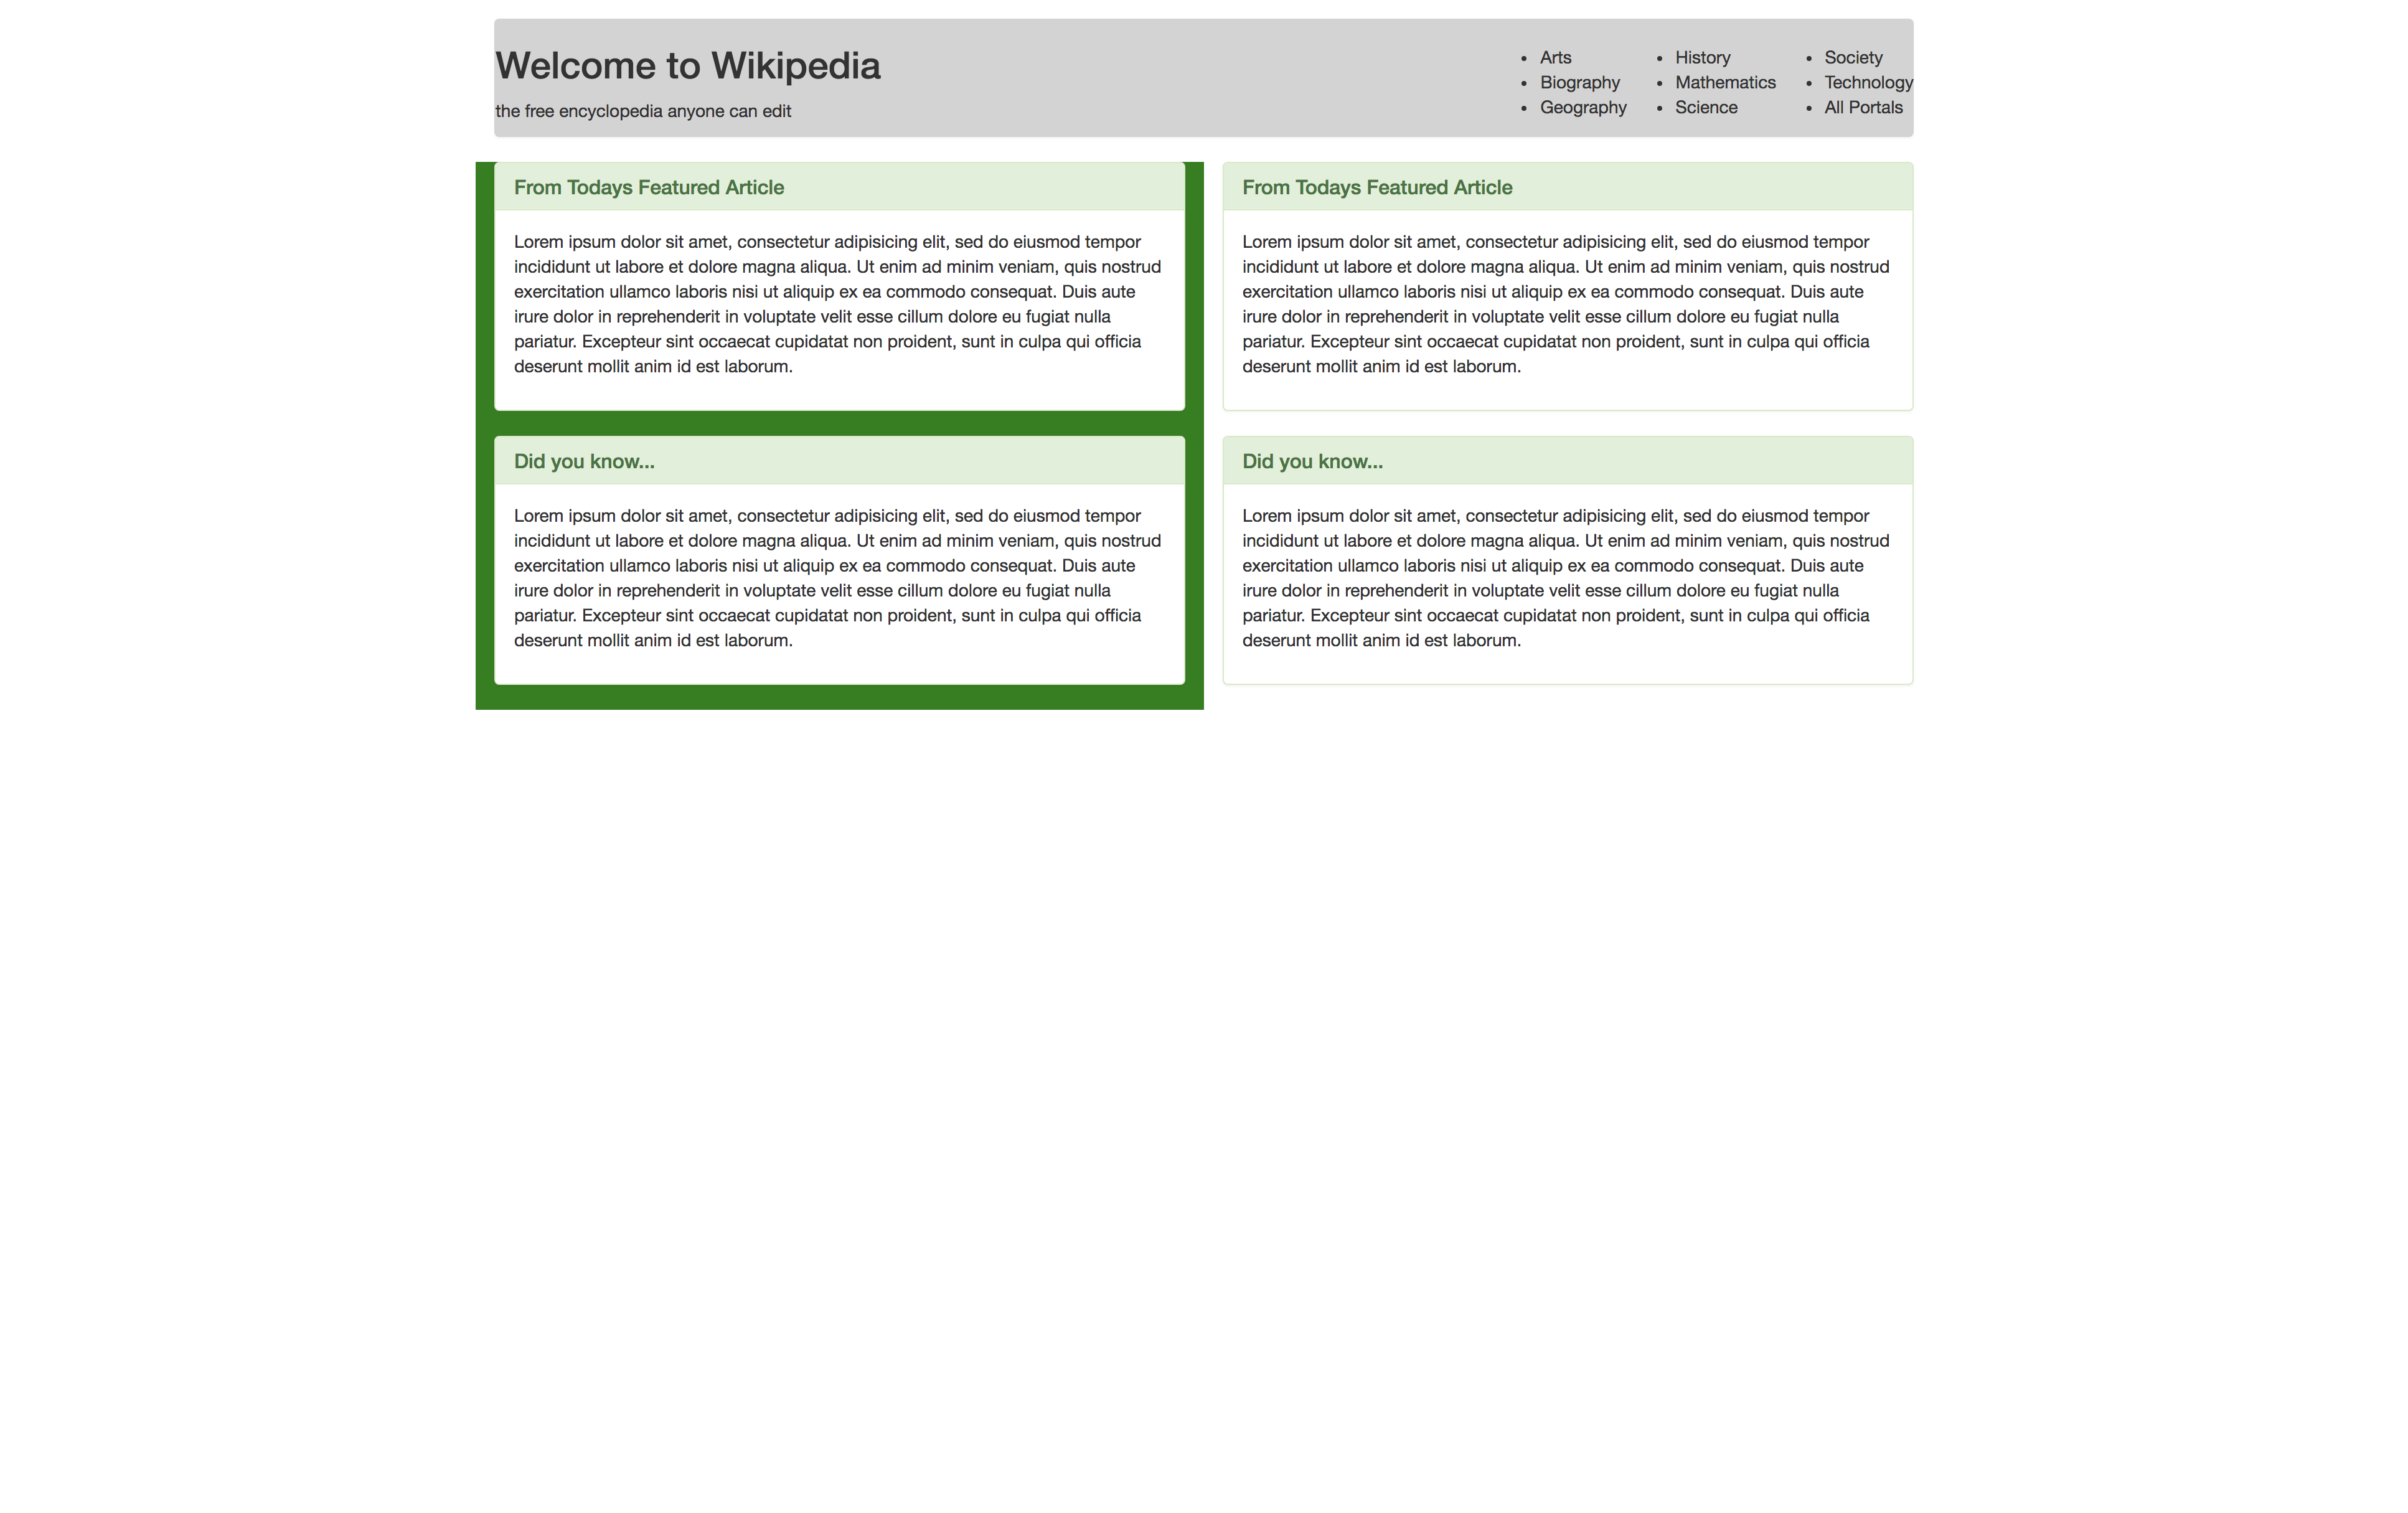 Welcome to Wikipedia
the free encyclopedia anyone can edit
• Arts
• Biography
• Geography
• History
• Mathematics
• Science
• Society
• Technology
• All Portals
From Todays Featured Article
Lorem ipsum dolor sit amet, consectetur adipisicing elit, sed do eiusmod tempor
incididunt ut labore et dolore magna aliqua. Ut enim ad minim veniam, quis nostrud
exercitation ullamco laboris nisi ut aliquip ex ea commodo consequat. Duis aute
irure dolor in reprehenderit in voluptate velit esse cillum dolore eu fugiat nulla
pariatur. Excepteur sint occaecat cupidatat non proident, sunt in culpa qui officia
deserunt mollit anim id est laborum.
Did you know...
Lorem ipsum dolor sit amet, consectetur adipisicing elit, sed do eiusmod tempor
incididunt ut labore et dolore magna aliqua. Ut enim ad minim veniam, quis nostrud
exercitation ullamco laboris nisi ut aliquip ex ea commodo consequat. Duis aute
irure dolor in reprehenderit in voluptate velit esse cillum dolore eu fugiat nulla
pariatur. Excepteur sint occaecat cupidatat non proident, sunt in culpa qui officia
deserunt mollit anim id est laborum.
From Todays Featured Article
Lorem ipsum dolor sit amet, consectetur adipisicing elit, sed do eiusmod tempor
incididunt ut labore et dolore magna aliqua. Ut enim ad minim veniam, quis nostrud
exercitation ullamco laboris nisi ut aliquip ex ea commodo consequat. Duis aute
irure dolor in reprehenderit in voluptate velit esse cillum dolore eu fugiat nulla
pariatur. Excepteur sint occaecat cupidatat non proident, sunt in culpa qui officia
deserunt mollit anim id est laborum.
Did you know...
Lorem ipsum dolor sit amet, consectetur adipisicing elit, sed do eiusmod tempor
incididunt ut labore et dolore magna aliqua. Ut enim ad minim veniam, quis nostrud
exercitation ullamco laboris nisi ut aliquip ex ea commodo consequat. Duis aute
irure dolor in reprehenderit in voluptate velit esse cillum dolore eu fugiat nulla
pariatur. Excepteur sint occaecat cupidatat non proident, sunt in culpa qui officia
deserunt mollit anim id est laborum.